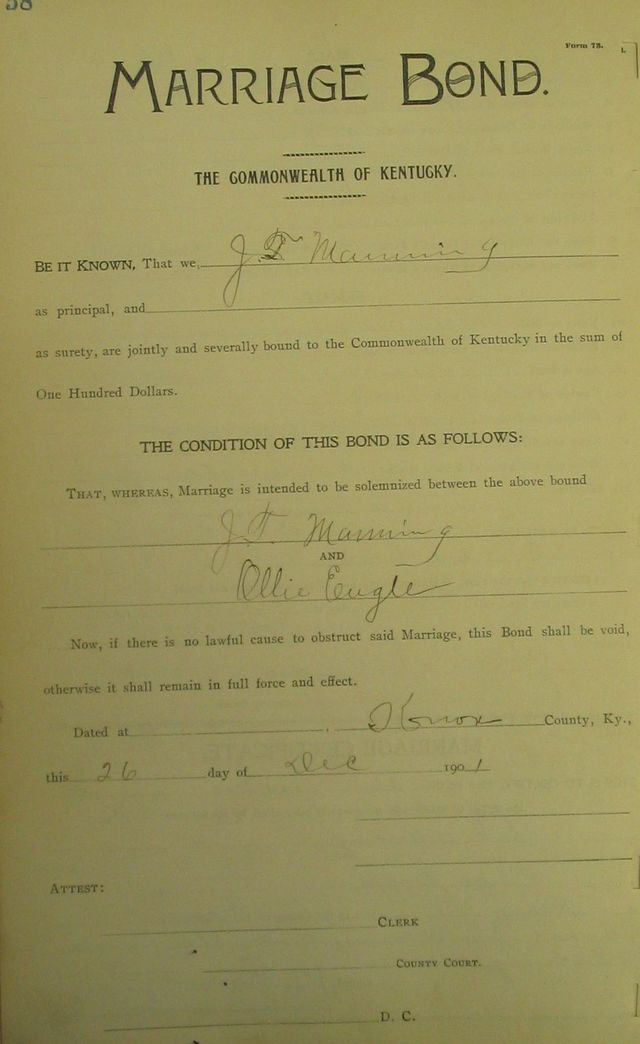 58
Form 73.
MARRIAGE BOND.
THE COMMONWEALTH OF KENTUCKY.
BE IT KNOWN, That we, J.T. Manning
as principal, and
as surety, are jointly and severally bound to the Commonwealth of Kentucky in the sum of
One Hundred Dollars.
THE CONDITION OF THIS BOND IS AS FOLLOWS:
THAT, WHEREAS, Marriage is intended to be solemnized between the above bound
J. T. Manning
AND
Ollie Eugle
Now, if there is no lawful cause to obstruct said Marriage, this Bond shall be void,
otherwise it shall remain in full force and effect.
Dated at Knox County, Ky.,
this 26 day of Dec 1901
ATTEST:
CLERK
COUNTY COURT.
D. C.